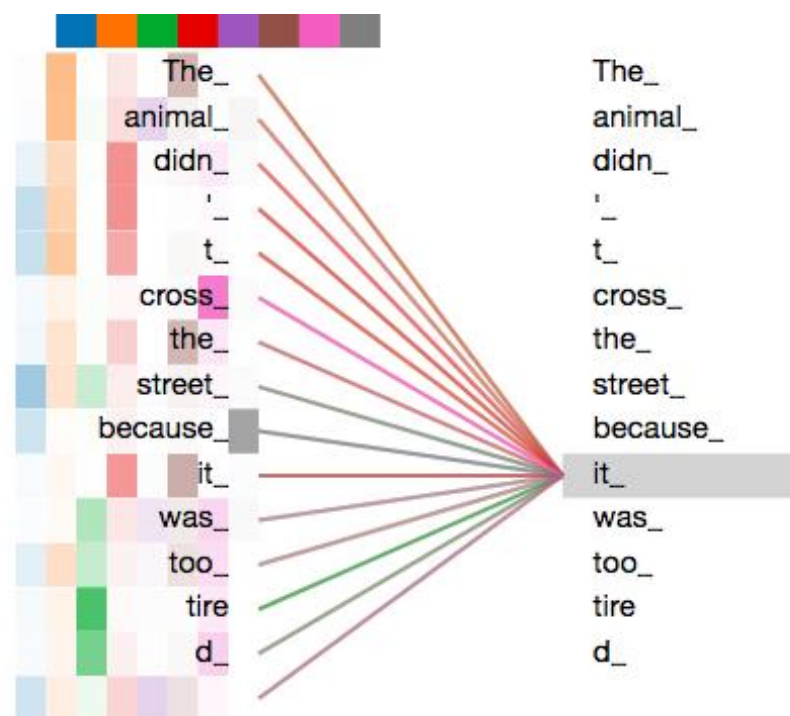 The_ The_
animal_ animal_
didn_ didn_
'_ '_
t_ t_
cross_ cross_
the_ the_
street_ street_
because_ because_
it_ it_
was_ was_
too_ too_
tire tire
d_ d_